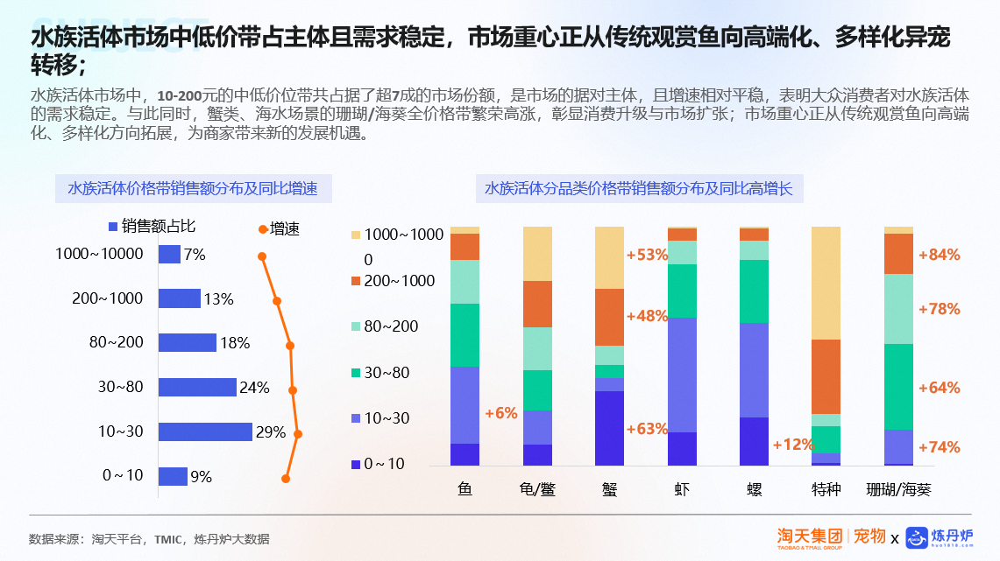 水族活体市场中低价带占主体且需求稳定，市场重心正从传统观赏鱼向高端化、多样化异宠
转移；
水族活体市场中，10-200元的中低价位带共占据了超7成的市场份额，是市场的据对主体，且增速相对平稳，表明大众消费者对水族活体
的需求稳定。与此同时，蟹类、海水场景的珊瑚/海葵全价格带繁荣高涨，彰显消费升级与市场扩张；市场重心正从传统观赏鱼向高端
化、多样化方向拓展，为商家带来新的发展机遇。
水族活体价格带销售额分布及同比增速
销售额占比
增速
1000~10000
7%
200~1000
13%
80~200
18%
30~80
24%
10~30
29%
0~10
9%
水族活体分品类价格带销售额分布及同比高增长
1000~1000
0
200~1000
80~200
30~80
10~30
0~10
+6%
+53%
+48%
+63%
+12%
+84%
+78%
+64%
+74%
鱼
龟/鳖
蟹
虾
螺
特种
珊瑚/海葵
数据来源：淘天平台，TMIC，炼丹炉大数据
淘天集团
TAOBAO & TMALL GROUP
宠物
x
炼丹炉
huo1818.com